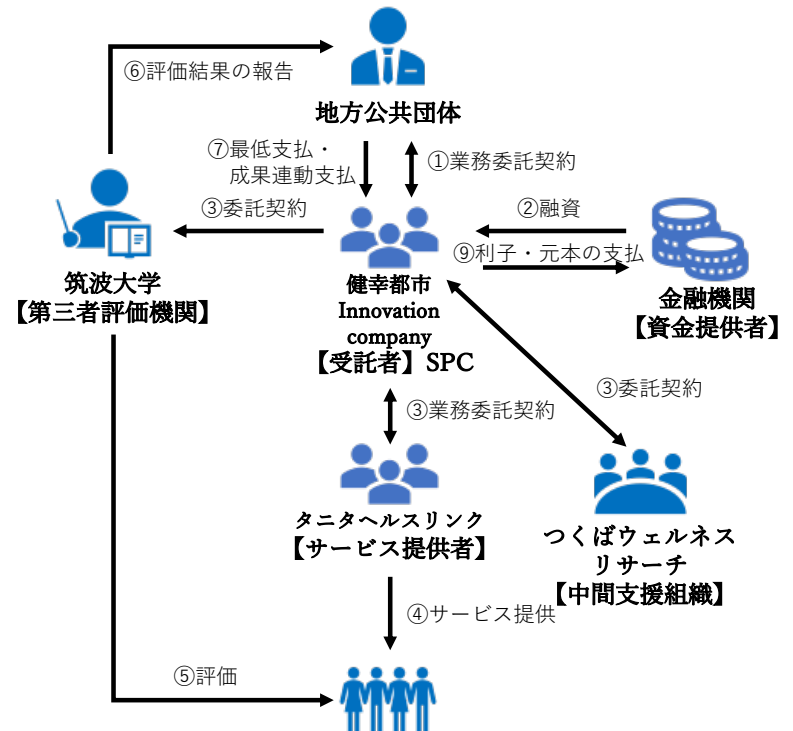 ⑥評価結果の報告
地方公共団体
⑦最低支払・
成果連動支払
①業務委託契約
③委託契約
②融資
⑨利子・元本の支払
筑波大学
【第三者評価機関】
健幸都市
Innovation
company
【受託者】SPC
金融機関
【資金提供者】
③委託契約
③業務委託契約
タニタヘルスリンク
【サービス提供者】
つくばウェルネス
リサーチ
【中間支援組織】
④サービス提供
⑤評価